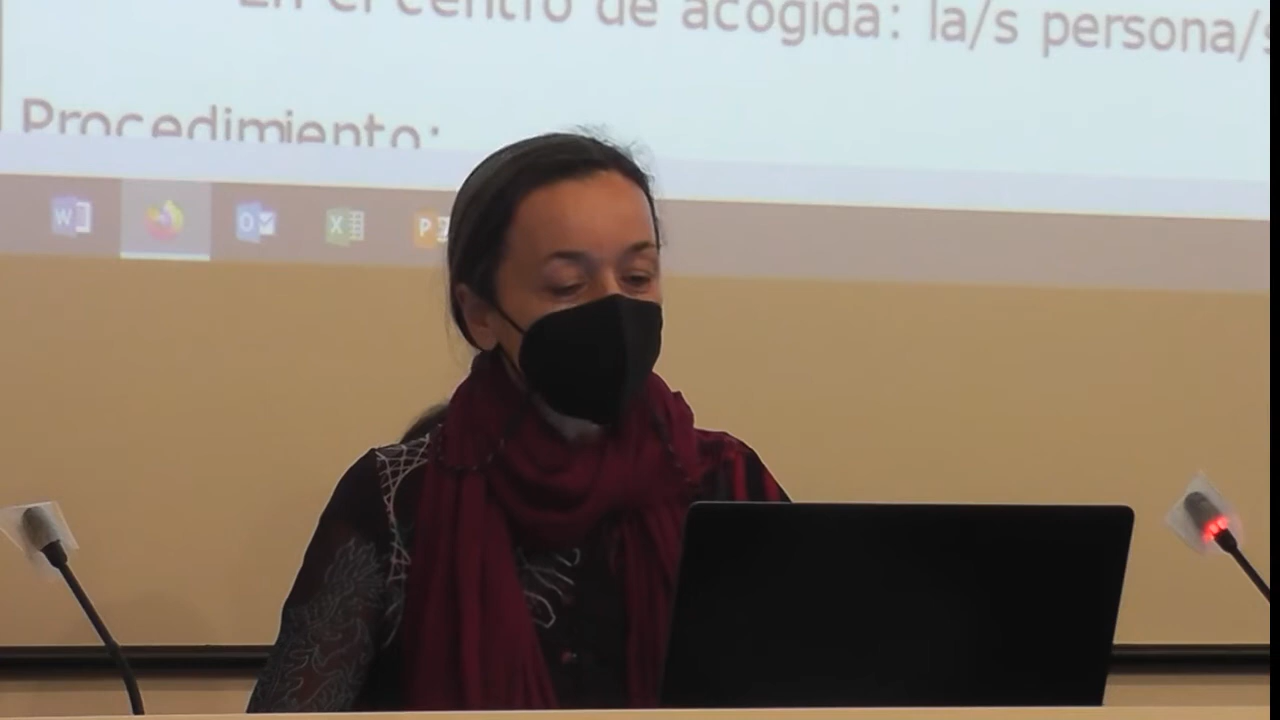 En el centro de acogida: la/s persona/s
Procedimiento:
W
O
X
P